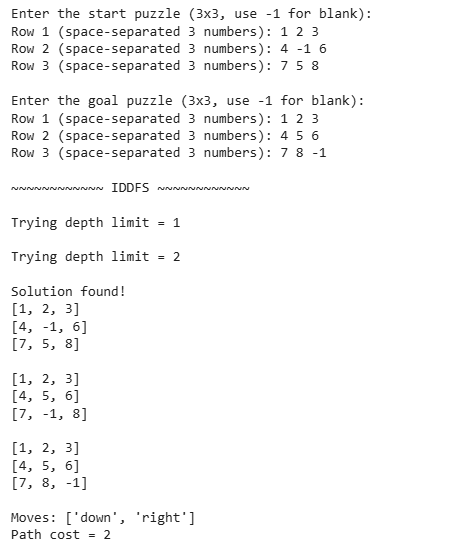 Enter the start puzzle (3x3, use -1 for blank):
Row 1 (space-separated 3 numbers): 1 2 3
Row 2 (space-separated 3 numbers): 4 -1 6
Row 3 (space-separated 3 numbers): 7 5 8
Enter the goal puzzle (3x3, use -1 for blank):
Row 1 (space-separated 3 numbers): 1 2 3
Row 2 (space-separated 3 numbers): 4 5 6
Row 3 (space-separated 3 numbers): 7 8 -1
~~~~~~~~~~~~ IDDFS ~~~~~~~~~~~~
Trying depth limit = 1
Trying depth limit = 2
Solution found!
[1, 2, 3]
[4, -1, 6]
[7, 5, 8]
[1, 2, 3]
[4, 5, 6]
[7, -1, 8]
[1, 2, 3]
[4, 5, 6]
[7, 8, -1]
Moves: ['down', 'right']
Path cost = 2